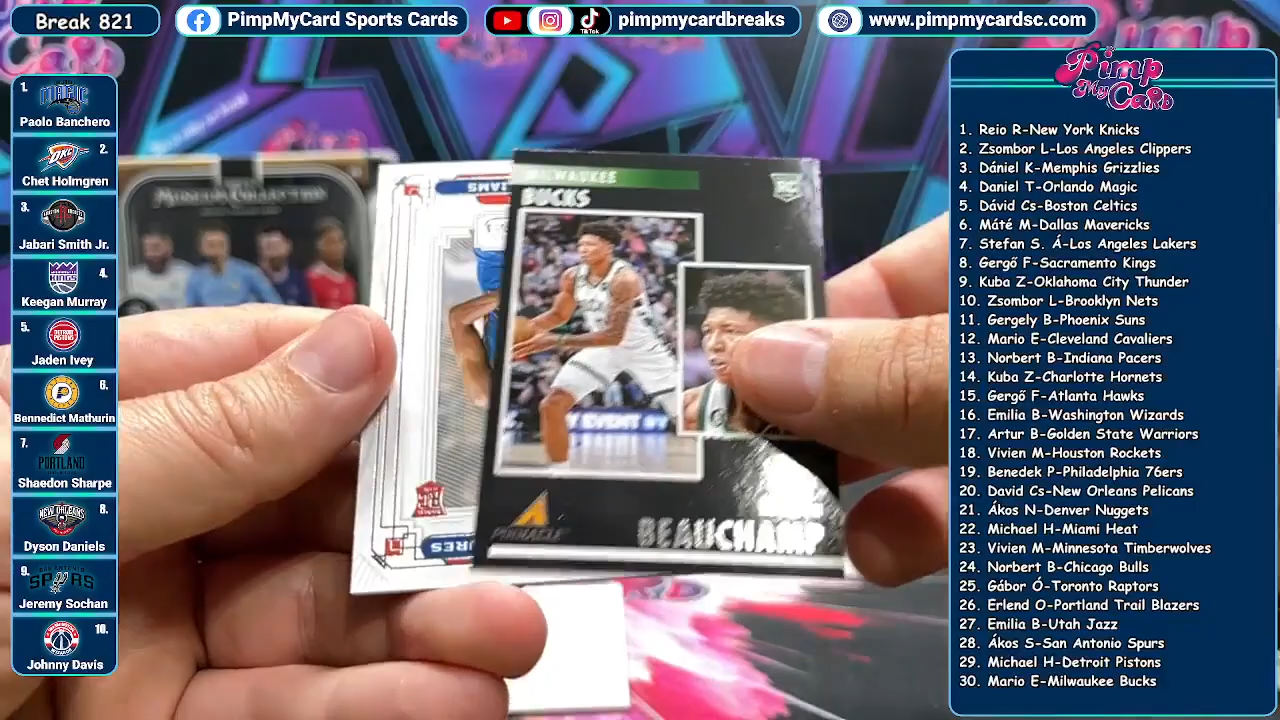 Break 821
PimpMyCard Sports Cards
TikTok
pimpmycardbreaks
www.pimpmycardsc.com
1.
MAGIC
Paolo Banchero
2.
OKC
Chet Holmgren
3.
Jabari Smith Jr.
KINGS
4.
Keegan Murray
5.
Jaden Ivey
6.
Bennedict Mathurin
7.
PORTLAND
Shaedon Sharpe
8.
NEW ORLEANS
Dyson Daniels
9.
SPURS
Jeremy Sochan
10.
Johnny Davis
MILWAUKEE
BUCKS
RC
EVENT BY
PINNACLE
BEAUCHAMP
Pimp
My Card
1. Reio R-New York Knicks
2. Zsombor L-Los Angeles Clippers
3. Dániel K-Memphis Grizzlies
4. Daniel T-Orlando Magic
5. Dávid Cs-Boston Celtics
6. Máté M-Dallas Mavericks
7. Stefan S. Á-Los Angeles Lakers
8. Gergő F-Sacramento Kings
9. Kuba Z-Oklahoma City Thunder
10. Zsombor L-Brooklyn Nets
11. Gergely B-Phoenix Suns
12. Mario E-Cleveland Cavaliers
13. Norbert B-Indiana Pacers
14. Kuba Z-Charlotte Hornets
15. Gergő F-Atlanta Hawks
16. Emilia B-Washington Wizards
17. Artur B-Golden State Warriors
18. Vivien M-Houston Rockets
19. Benedek P-Philadelphia 76ers
20. David Cs-New Orleans Pelicans
21. Ákos N-Denver Nuggets
22. Michael H-Miami Heat
23. Vivien M-Minnesota Timberwolves
24. Norbert B-Chicago Bulls
25. Gábor Ó-Toronto Raptors
26. Erlend O-Portland Trail Blazers
27. Emilia B-Utah Jazz
28. Ákos S-San Antonio Spurs
29. Michael H-Detroit Pistons
30. Mario E-Milwaukee Bucks